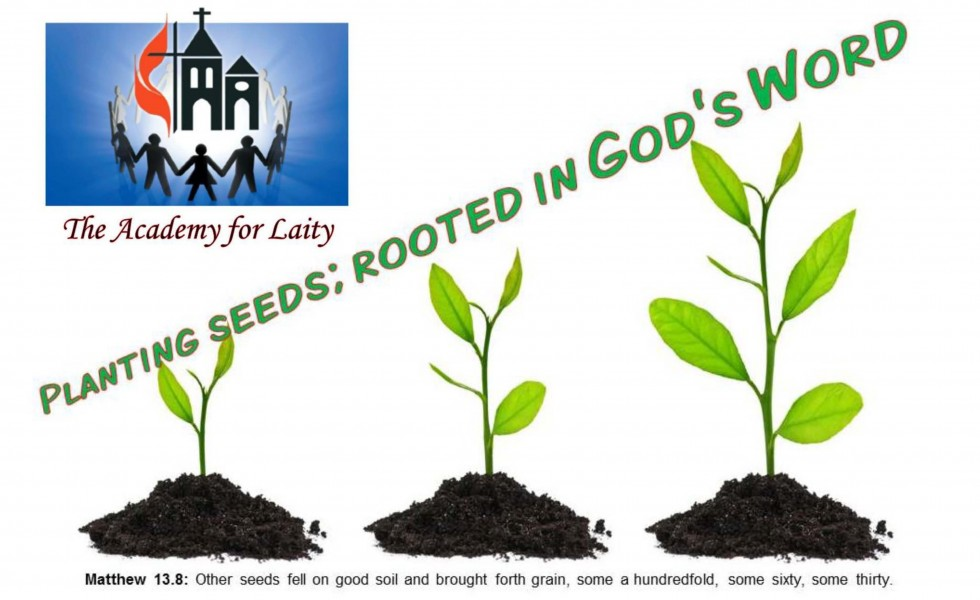 The Academy for Laity
PLANTING SEEDS; ROOTED IN GOD'S WORD
Matthew 13.8: Other seeds fell on good soil and brought forth grain, some a hundredfold, some sixty, some thirty.